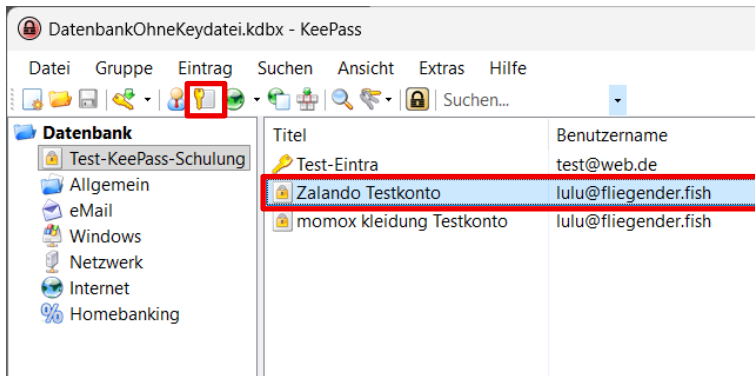 DatenbankOhneKeydatei.kdbx - KeePass
Datei Gruppe Eintrag Suchen Ansicht Extras Hilfe
Suchen...
Datenbank
Test-KeePass-Schulung
Allgemein
eMail
Windows
Netzwerk
Internet
Homebanking
Titel Benutzername
Test-Eintra test@web.de
Zalando Testkonto lulu@fliegender.fish
momox kleidung Testkonto lulu@fliegender.fish